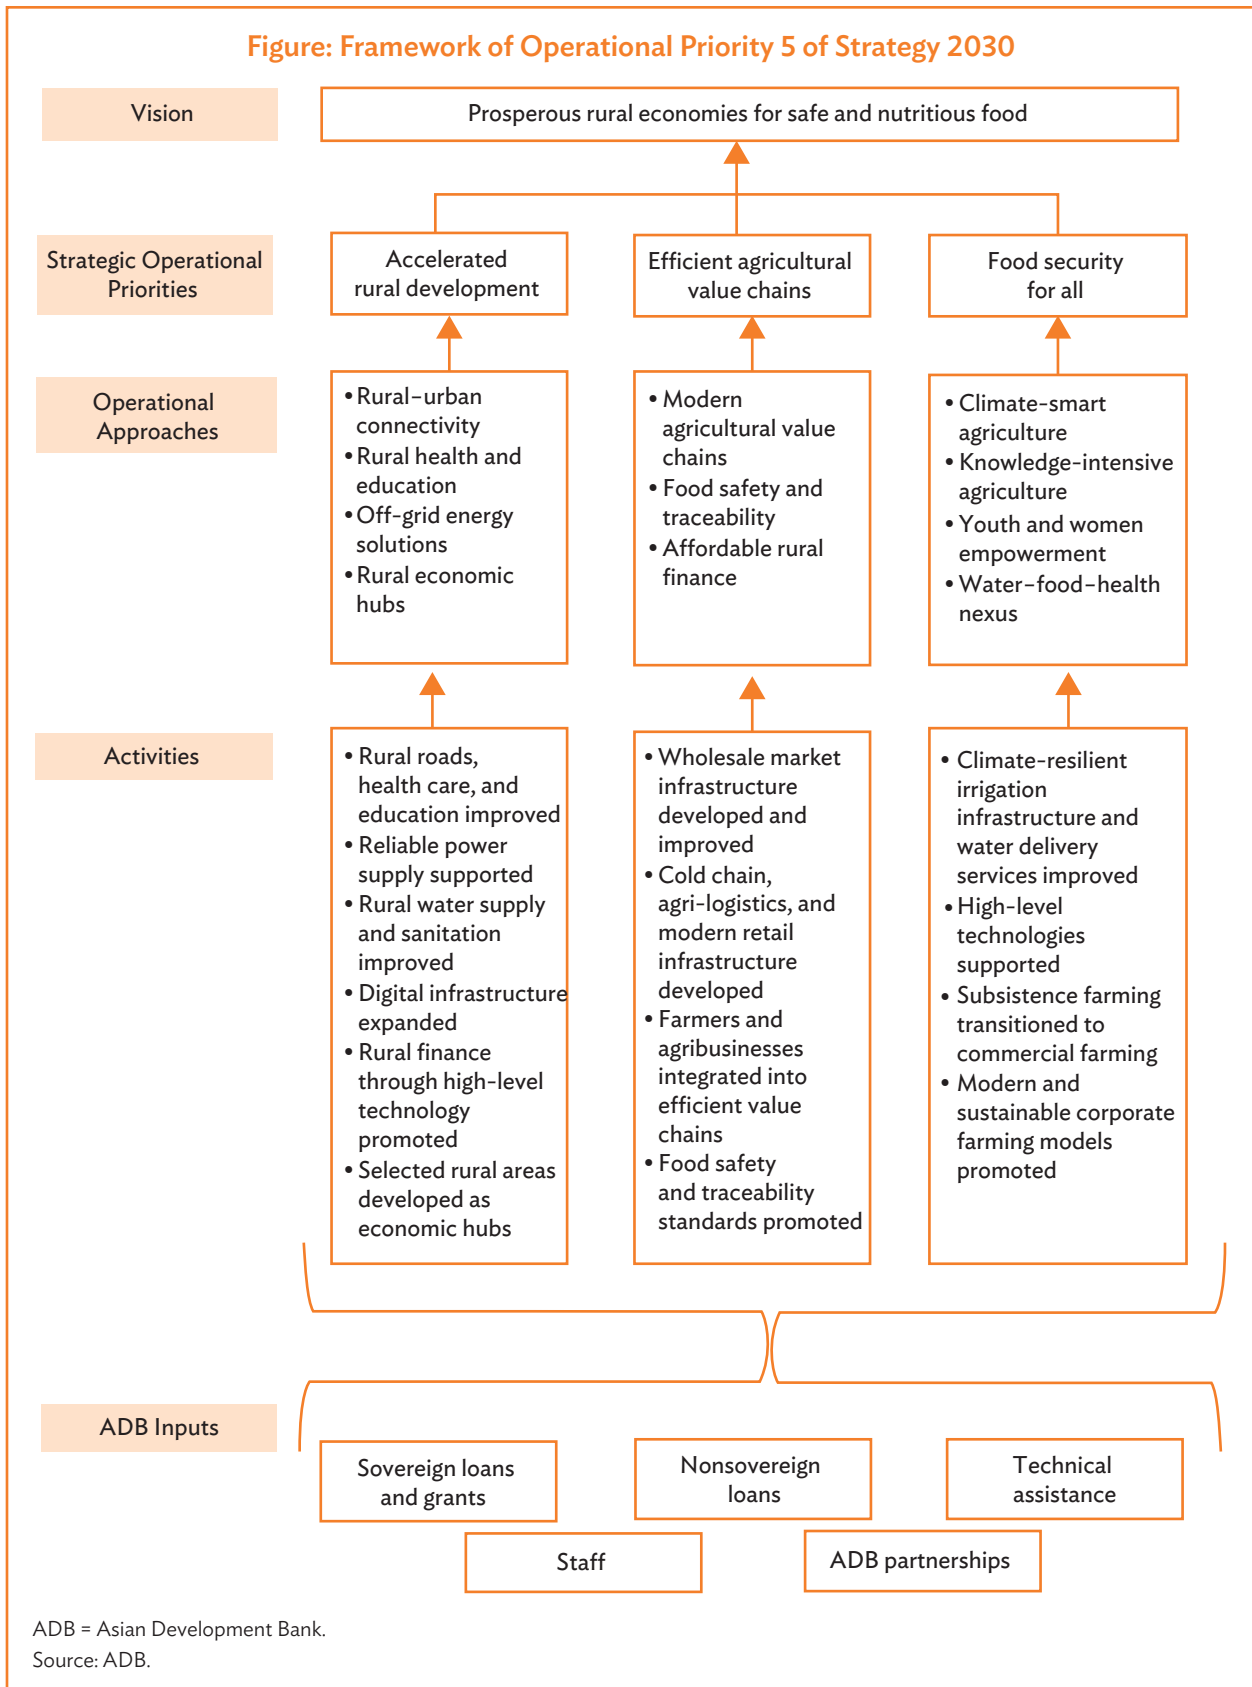 Figure: Framework of Operational Priority 5 of Strategy 2030
Vision
Prosperous rural economies for safe and nutritious food
Strategic Operational
Priorities
Accelerated
rural development
Efficient agricultural
value chains
Food security
for all
Operational
Approaches
• Rural–urban
connectivity
• Rural health and
education
• Off-grid energy
solutions
• Rural economic
hubs
• Modern
agricultural value
chains
• Food safety and
traceability
• Affordable rural
finance
• Climate-smart
agriculture
• Knowledge-intensive
agriculture
• Youth and women
empowerment
• Water–food–health
nexus
Activities
• Rural roads,
health care, and
education improved
• Reliable power
supply supported
• Rural water supply
and sanitation
improved
• Digital infrastructure
expanded
• Rural finance
through high-level
technology
promoted
• Selected rural areas
developed as
economic hubs
• Wholesale market
infrastructure
developed and
improved
• Cold chain,
agri-logistics, and
modern retail
infrastructure
developed
• Farmers and
agribusinesses
integrated into
efficient value
chains
• Food safety
and traceability
standards promoted
• Climate-resilient
irrigation
infrastructure and
water delivery
services improved
• High-level
technologies
supported
• Subsistence farming
transitioned to
commercial farming
• Modern and
sustainable corporate
farming models
promoted
ADB Inputs
Sovereign loans
and grants
Nonsovereign
loans
Technical
assistance
Staff
ADB partnerships
ADB = Asian Development Bank.
Source: ADB.